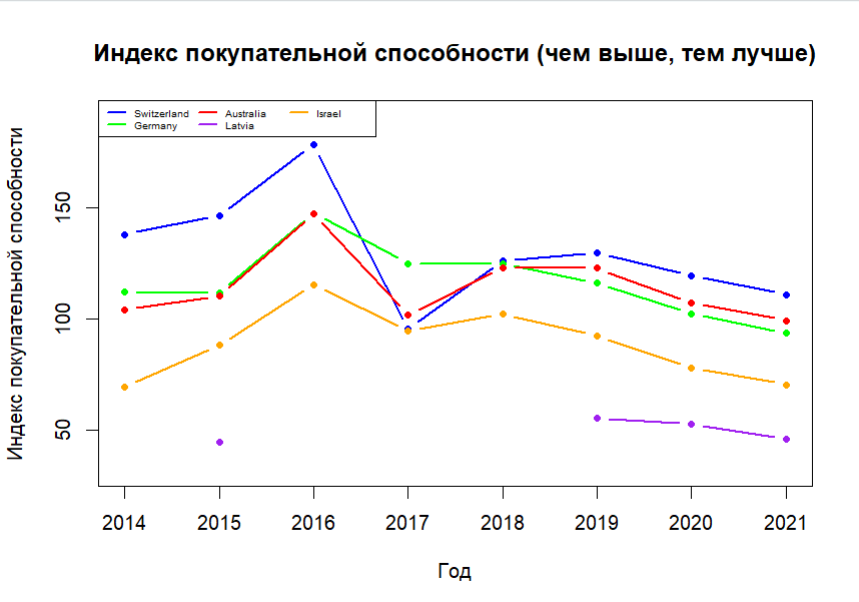 Индекс покупательной способности (чем выше, тем лучше)
Switzerland Australia Israel
Germany Latvia
Индекс покупательной способности
150
100
50
2014 2015 2016 2017 2018 2019 2020 2021
Год